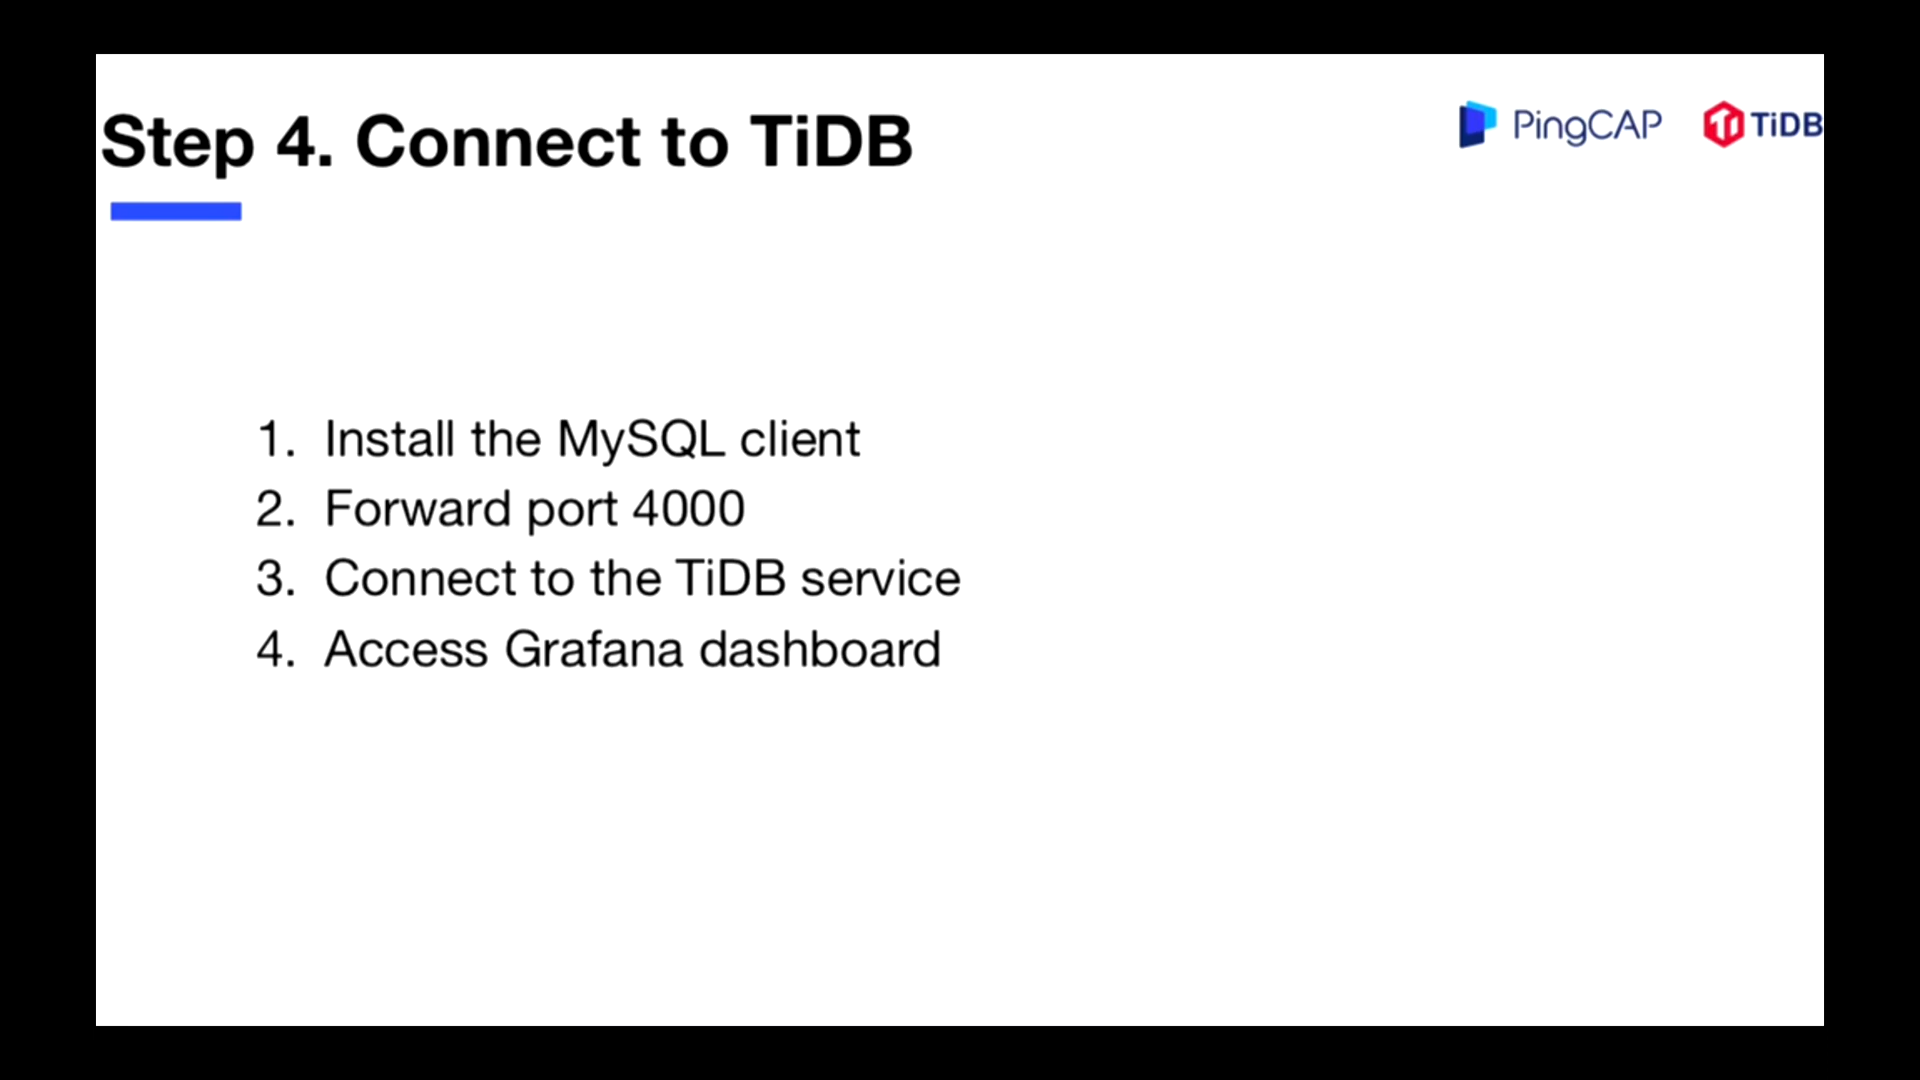 Step 4. Connect to TiDB
PingCAP
TiDB
1. Install the MySQL client
2. Forward port 4000
3. Connect to the TiDB service
4. Access Grafana dashboard